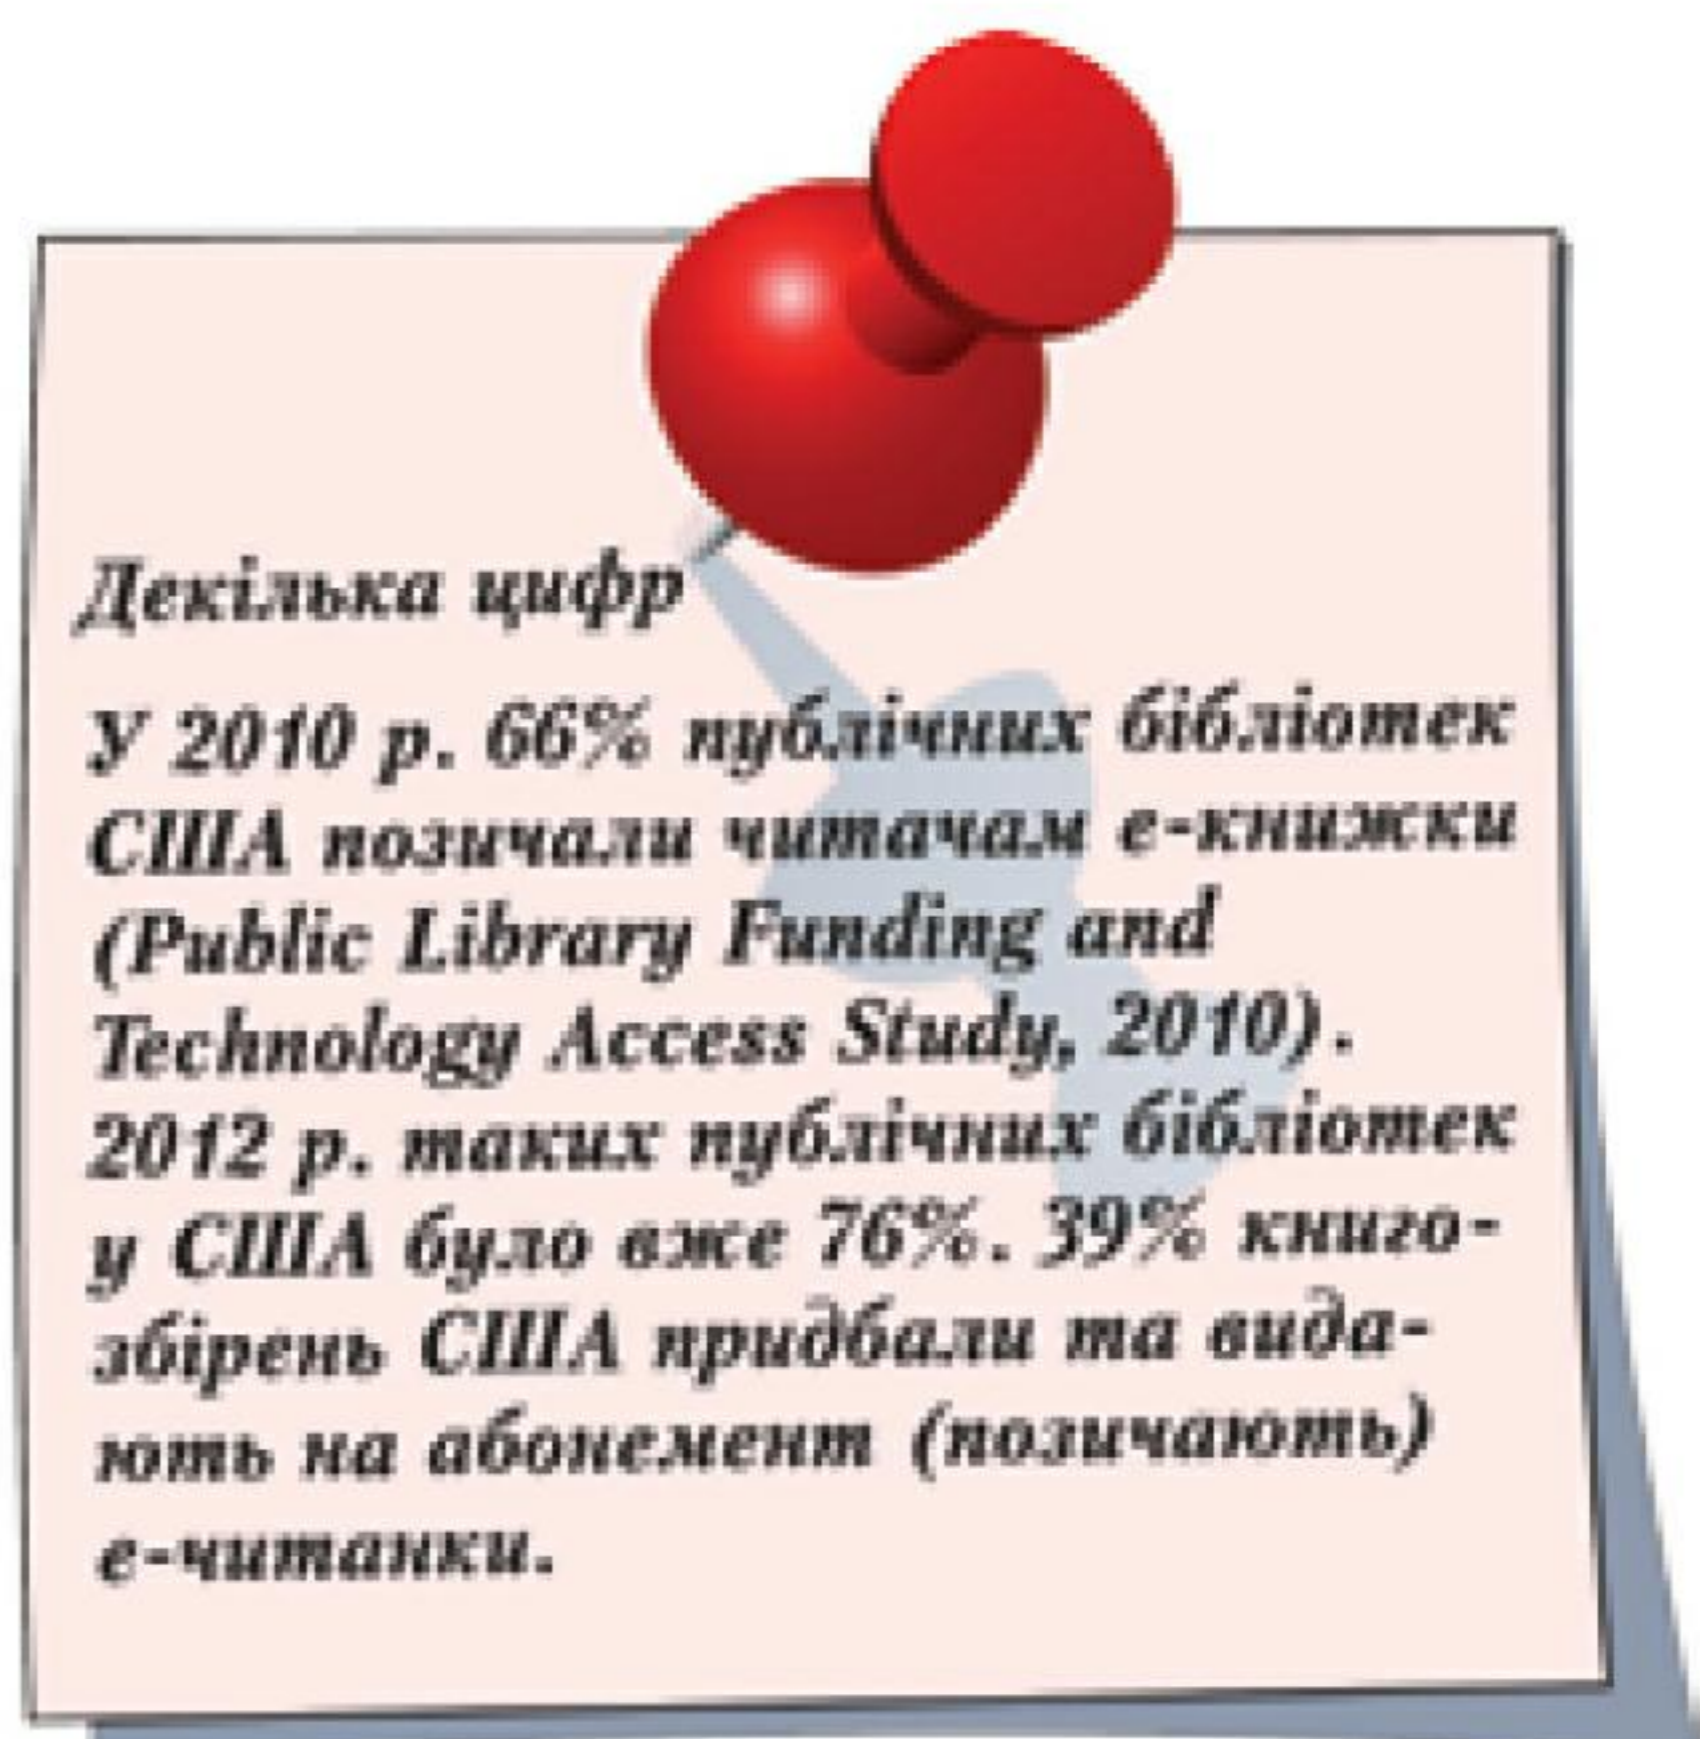 Декілька цифр
У 2010 р. 66% публічних бібліотек
США позичали читачам е-книжки
(Public Library Funding and
Technology Access Study, 2010).
2012 р. таких публічних бібліотек
у США було вже 76%. 39% книго-
збірень США придбали та вида-
ють на абонемент (позичають)
е-читанки.